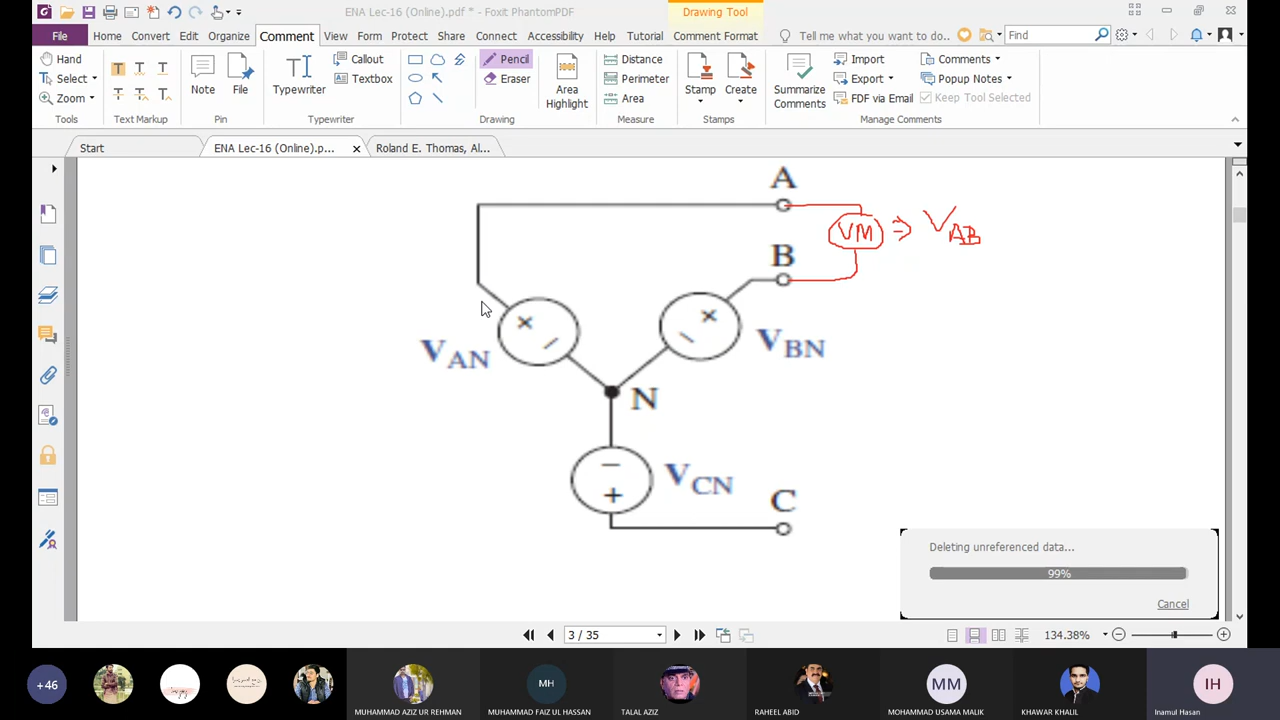 ENA Lec-16 (Online).pdf * - Foxit PhantomPDF
Drawing Tool
File Home Convert Edit Organize Comment View Form Protect Share Connect Accessibility Help Tutorial Comment Format Tell me what you want to do.. Find
Hand
Select
Zoom
Tools
T T T
T T T
Text Markup
Note
File
Pin
Typewriter
Callout
Textbox
Typewriter
Pencil
Eraser
Area Highlight
Drawing
Distance
Perimeter
Area
Measure
Stamp
Create
Stamps
Summarize Comments
Import
Export
FDF via Email
Comments
Popup Notes
Keep Tool Selected
Manage Comments
Start ENA Lec-16 (Online).p... × Roland E. Thomas, Al...
A
VM ⇒ VAB
B
+ −
+ −
VAN
VBN
N
−
+
VCN
C
Deleting unreferenced data...
99%
Cancel
3 / 35
134.38%
+46
MH
MM
IH
MUHAMMAD AZIZ UR REHMAN
MUHAMMAD FAIZ UL HASSAN
TALAL AZIZ
RAHEEL ABID
MOHAMMAD USAMA MALIK
KHAWAR KHALIL
Inamul Hasan